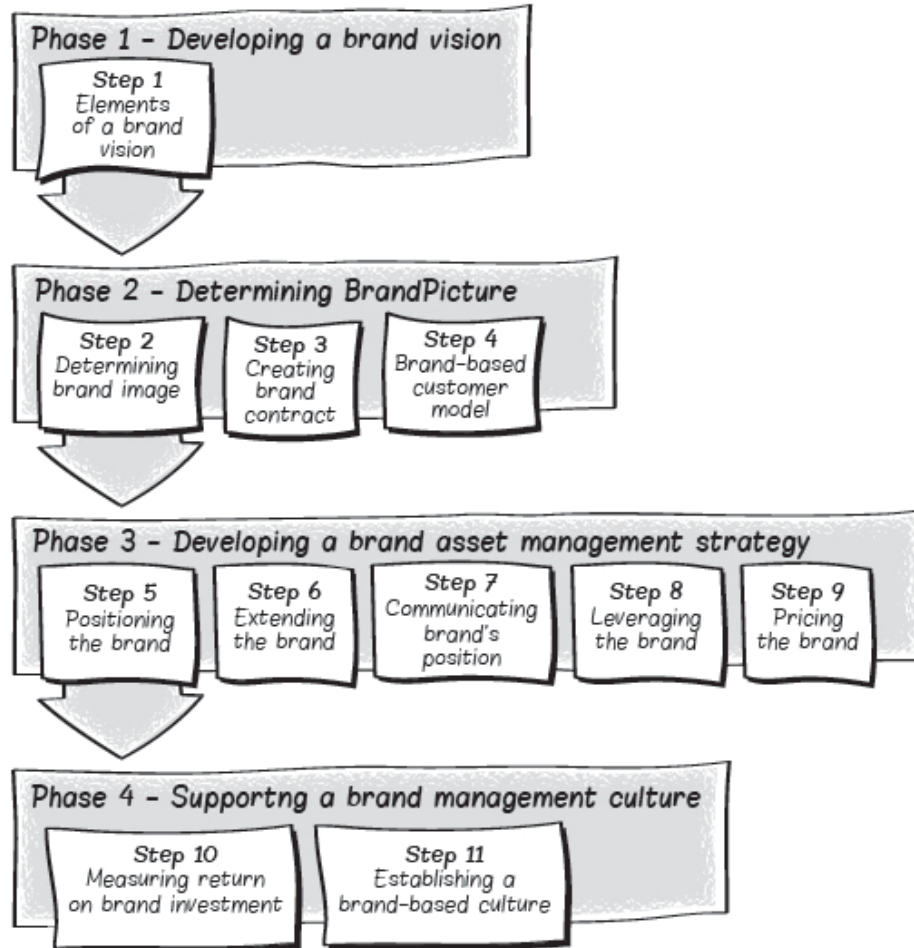 Phase 1 - Developing a brand vision
Step 1
Elements
of a brand
vision
Phase 2 - Determining BrandPicture
Step 2
Determining
brand image
Step 3
Creating
brand
contract
Step 4
Brand-based
customer
model
Phase 3 - Developing a brand asset management strategy
Step 5
Positioning
the brand
Step 6
Extending
the brand
Step 7
Communicating
brand's
position
Step 8
Leveraging
the brand
Step 9
Pricing
the brand
Phase 4 - Supportng a brand management culture
Step 10
Measuring return
on brand investment
Step 11
Establishing a
brand-based culture